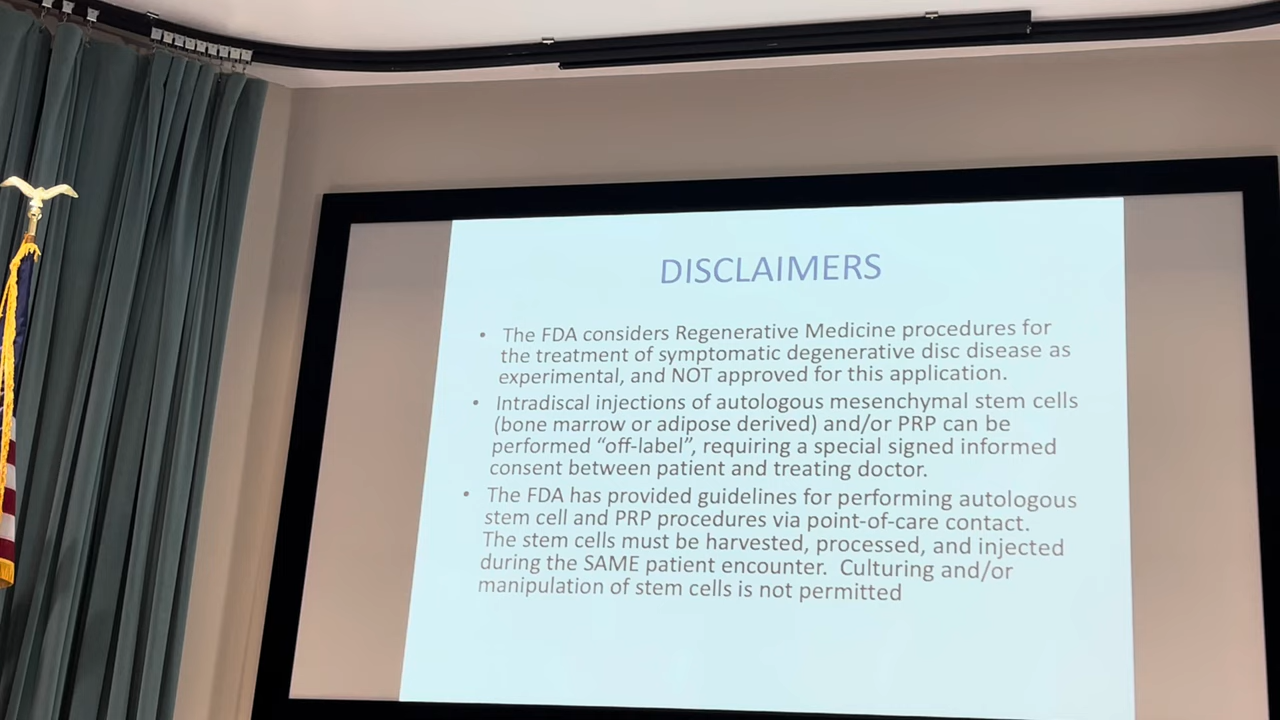 DISCLAIMERS
• The FDA considers Regenerative Medicine procedures for
the treatment of symptomatic degenerative disc disease as
experimental, and NOT approved for this application.
• Intradiscal injections of autologous mesenchymal stem cells
(bone marrow or adipose derived) and/or PRP can be
performed “off-label”, requiring a special signed informed
consent between patient and treating doctor.
• The FDA has provided guidelines for performing autologous
stem cell and PRP procedures via point-of-care contact.
The stem cells must be harvested, processed, and injected
during the SAME patient encounter.  Culturing and/or
manipulation of stem cells is not permitted